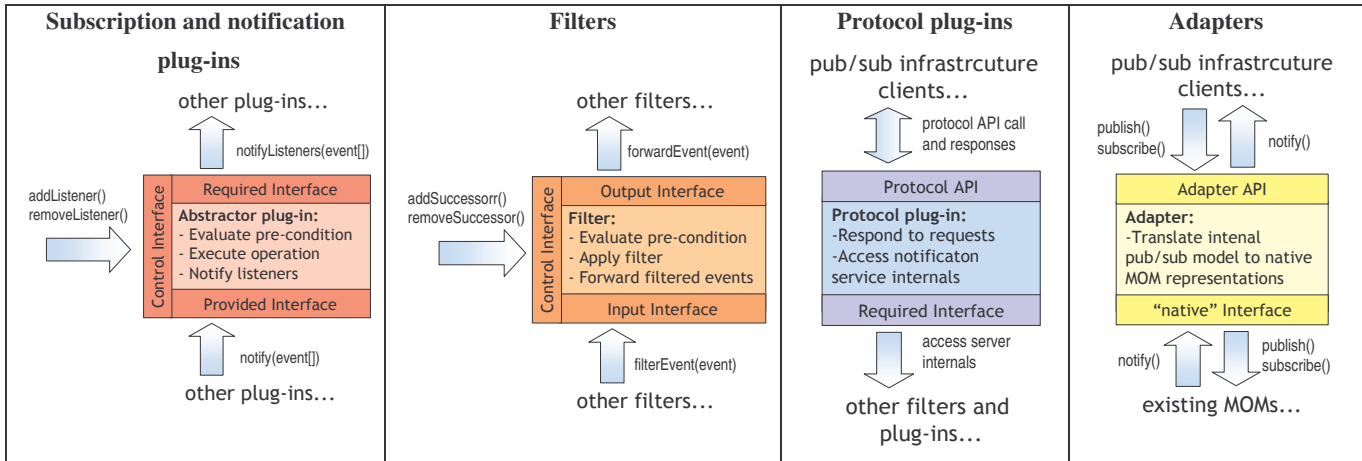 Subscription and notification
plug-ins
other plug-ins...
notifyListeners(event[])
addListener()
removeListener()
Control Interface
Required Interface
Abstractor plug-in:
- Evaluate pre-condition
- Execute operation
- Notify listeners
Provided Interface
notify(event[])
other plug-ins...
Filters
other filters...
forwardEvent(event)
addSuccessorr()
removeSuccessor()
Control Interface
Output Interface
Filter:
- Evaluate pre-condition
- Apply filter
- Forward filtered events
Input Interface
filterEvent(event)
other filters...
Protocol plug-ins
pub/sub infrastrcuture
clients...
protocol API call
and responses
Protocol API
Protocol plug-in:
-Respond to requests
-Access notificaton
service internals
Required Interface
access server
internals
other filters and
plug-ins...
Adapters
pub/sub infrastrcuture
clients...
publish()
subscribe()
notify()
Adapter API
Adapter:
-Translate intenal
pub/sub model to native
MOM representations
“native” Interface
notify()
publish()
subscribe()
existing MOMs...